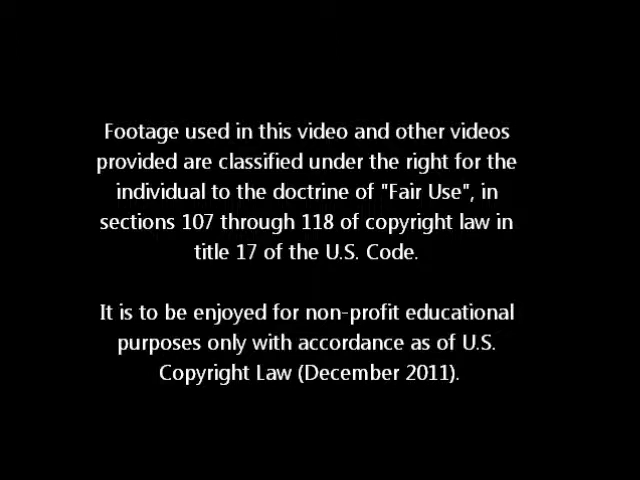 Footage used in this video and other videos
provided are classified under the right for the
individual to the doctrine of "Fair Use", in
sections 107 through 118 of copyright law in
title 17 of the U.S. Code.
It is to be enjoyed for non-profit educational
purposes only with accordance as of U.S.
Copyright Law (December 2011).